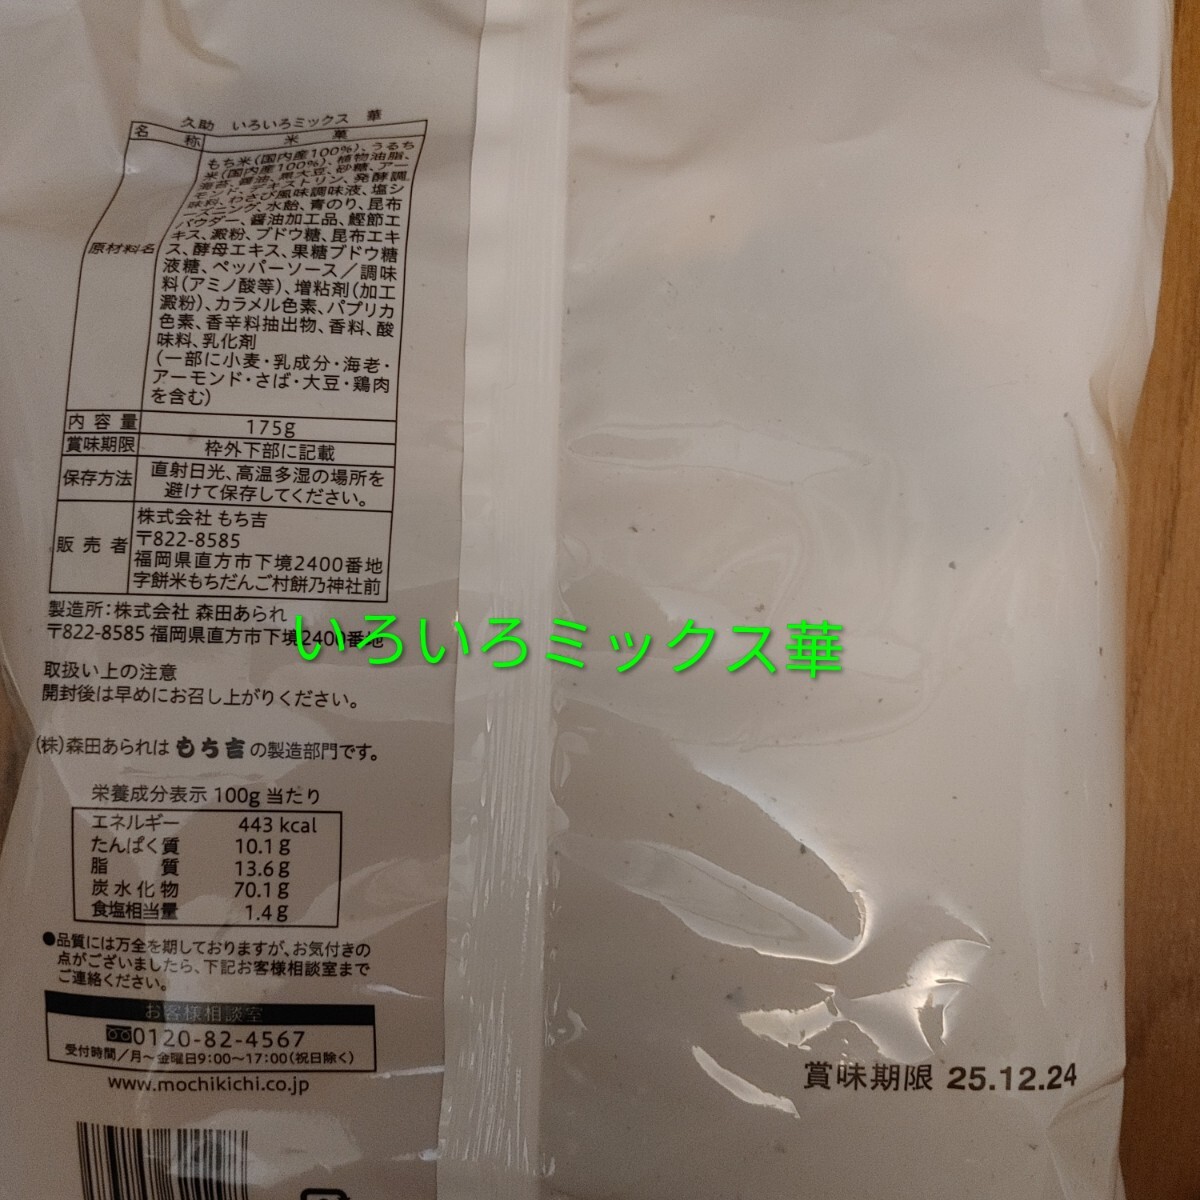 久助 いろいろミックス 華
名 称 米 菓
原材料名 もち米(国内産100%)、うるち
米(国内産100%)、植物油脂、
海苔、醤油、黒大豆、砂糖、アー
モンド、デキストリン、発酵調
味料、わさび風味調味液、塩シ
ーズニング、水飴、青のり、昆布
パウダー、醤油加工品、鰹節エ
キス、澱粉、ブドウ糖、昆布エキ
ス、酵母エキス、果糖ブドウ糖
液糖、ペッパーソース/調味
料(アミノ酸等)、増粘剤(加工
澱粉)、カラメル色素、パプリカ
色素、香辛料抽出物、香料、酸
味料、乳化剤
(一部に小麦・乳成分・海老・
アーモンド・さば・大豆・鶏肉
を含む)
内容量 175g
賞味期限 枠外下部に記載
保存方法 直射日光、高温多湿の場所を
避けて保存してください。
販売者 株式会社 もち吉
〒822-8585
福岡県直方市下境2400番地
字餅米もちだんご村餅乃神社前
製造所:株式会社 森田あられ
〒822-8585 福岡県直方市下境2400番地
いろいろミックス華
取扱い上の注意
開封後は早めにお召し上がりください。
(株)森田あられは もち吉 の製造部門です。
栄養成分表示 100g 当たり
エネルギー 443 kcal
たんぱく質 10.1g
脂 質 13.6g
炭水化物 70.1g
食塩相当量 1.4g
●品質には万全を期しておりますが、お気付きの
点がございましたら、下記お客様相談室まで
ご連絡ください。
お客様相談室
0120-82-4567
受付時間/月〜金曜日9:00〜17:00(祝日除く)
www.mochikichi.co.jp
賞味期限 25.12.24